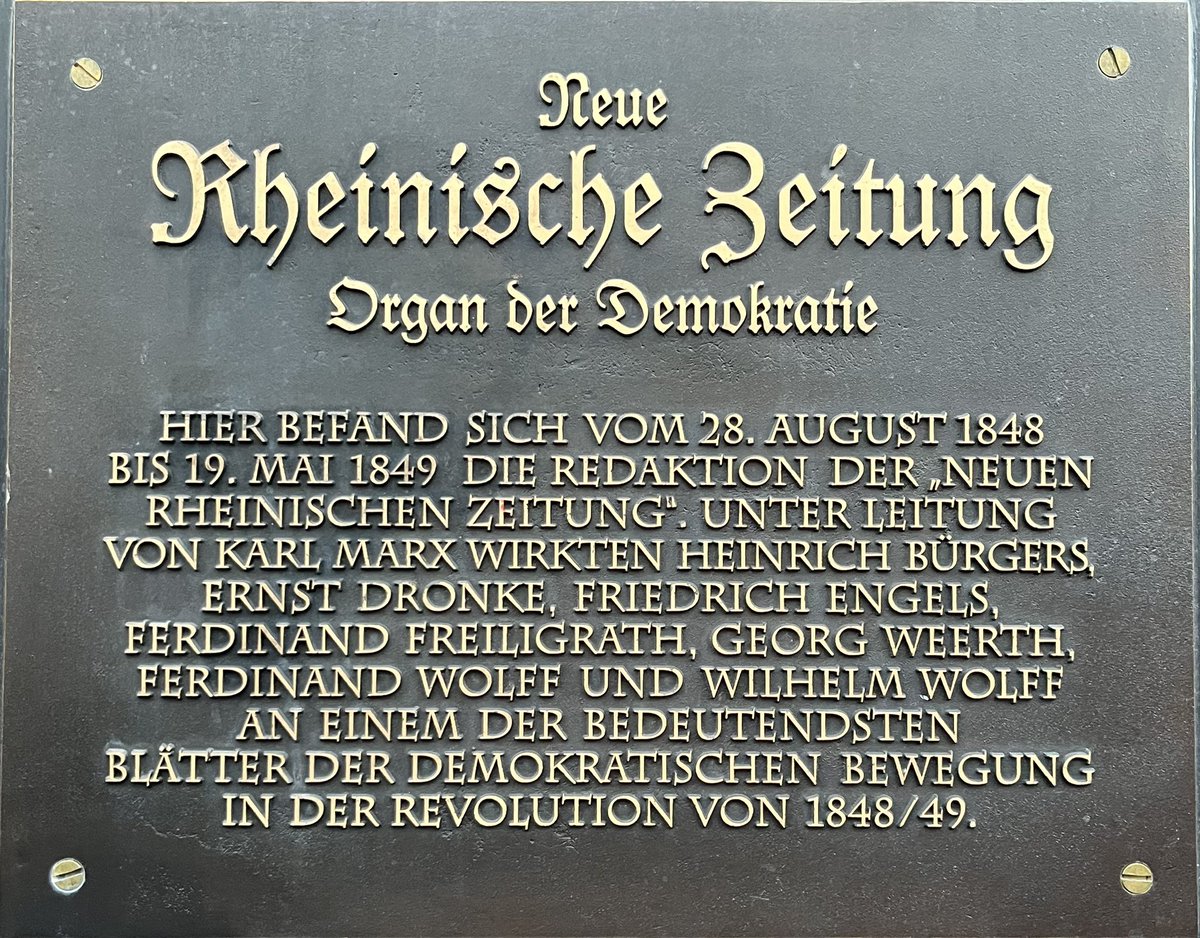 Neue
Rheinische Zeitung
Organ der Demokratie
HIER BEFAND SICH VOM 28. AUGUST 1848
BIS 19. MAI 1849 DIE REDAKTION DER „NEUEN
RHEINISCHEN ZEITUNG“. UNTER LEITUNG
VON KARL MARX WIRKTEN HEINRICH BÜRGERS,
ERNST DRONKE, FRIEDRICH ENGELS,
FERDINAND FREILIGRATH, GEORG WEERTH,
FERDINAND WOLFF UND WILHELM WOLFF
AN EINEM DER BEDEUTENDSTEN
BLÄTTER DER DEMOKRATISCHEN BEWEGUNG
IN DER REVOLUTION VON 1848/49.